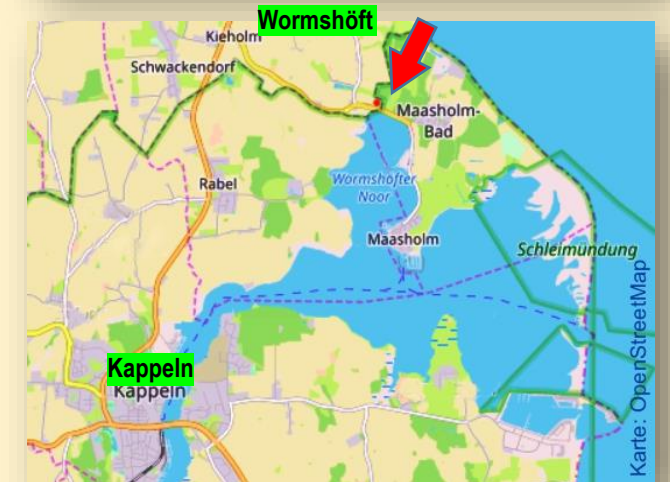 Wormshöft
Kieholm
Schwackendorf
Maasholm-
Bad
Rabel
Wormshöfter
Noor
Maasholm
Schleimündung
Kappeln
Kappeln
Karte: OpenStreetMap